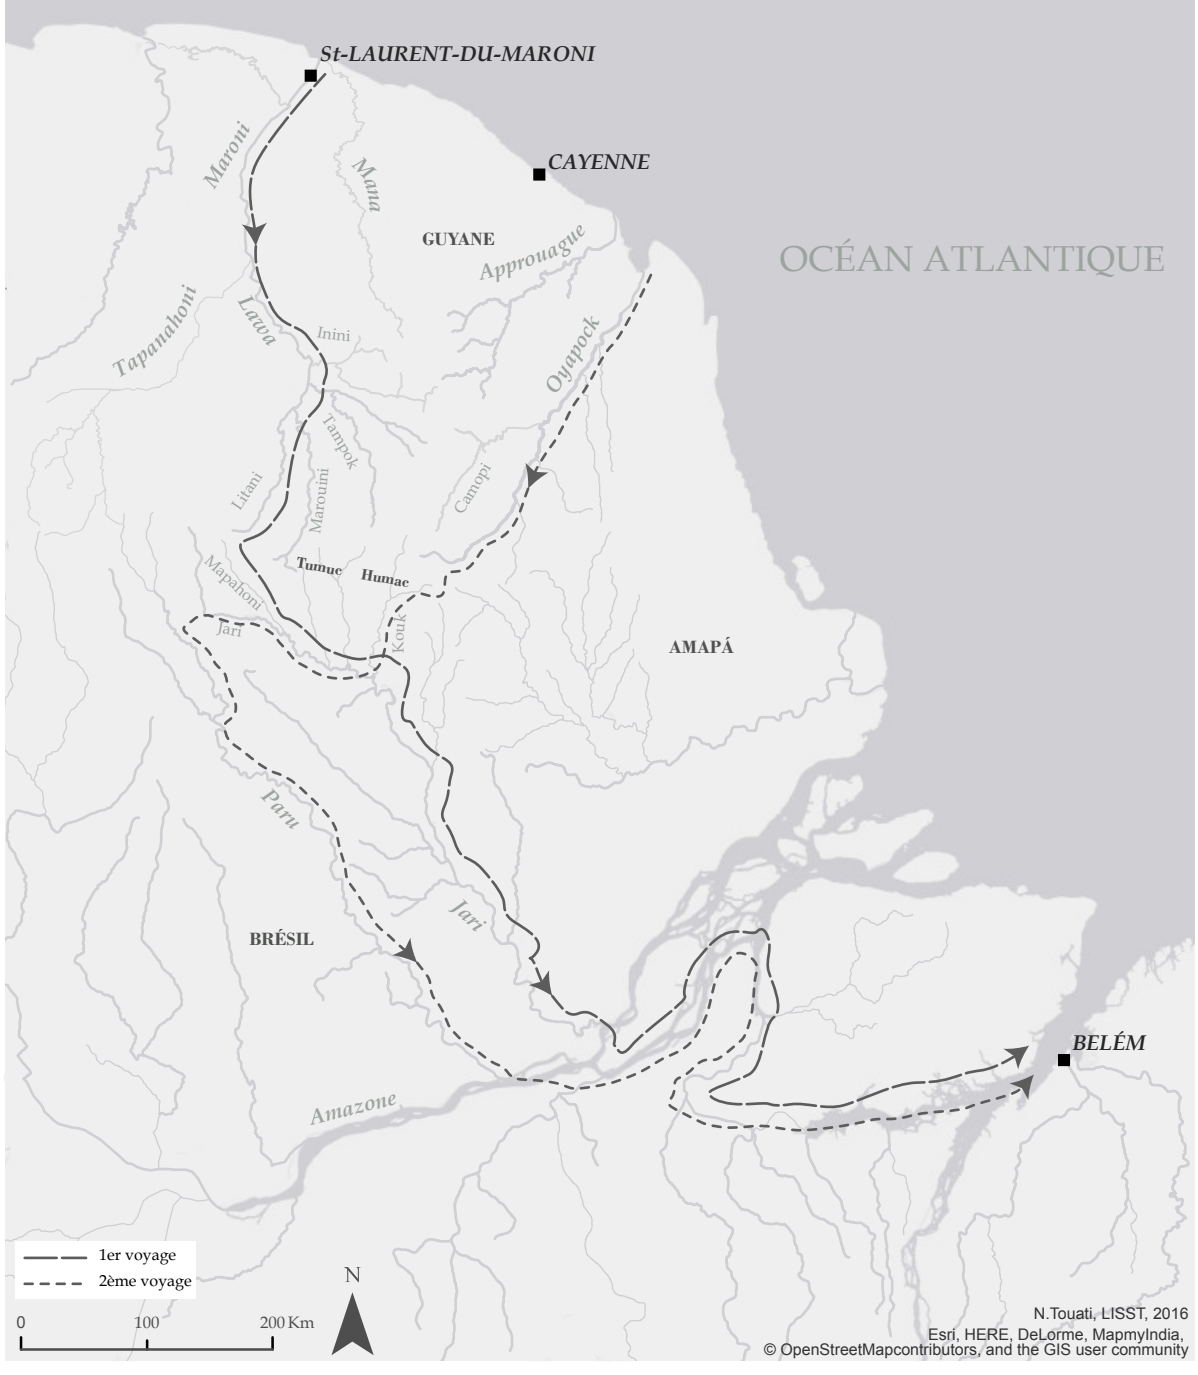 St-LAURENT-DU-MARONI
Maroni
Mana
CAYENNE
GUYANE
Approuague
OCÉAN ATLANTIQUE
Tapanahoni
Lawa
Inini
Oyapock
Tampok
Litani
Marouini
Camopi
Tumuc Humac
Mapahoni
Jari
Kouk
AMAPÁ
Paru
Jari
BRÉSIL
BELÉM
Amazone
1er voyage
2ème voyage
N
0 100 200 Km
N.Touati, LISST, 2016
Esri, HERE, DeLorme, MapmyIndia,
© OpenStreetMapcontributors, and the GIS user community